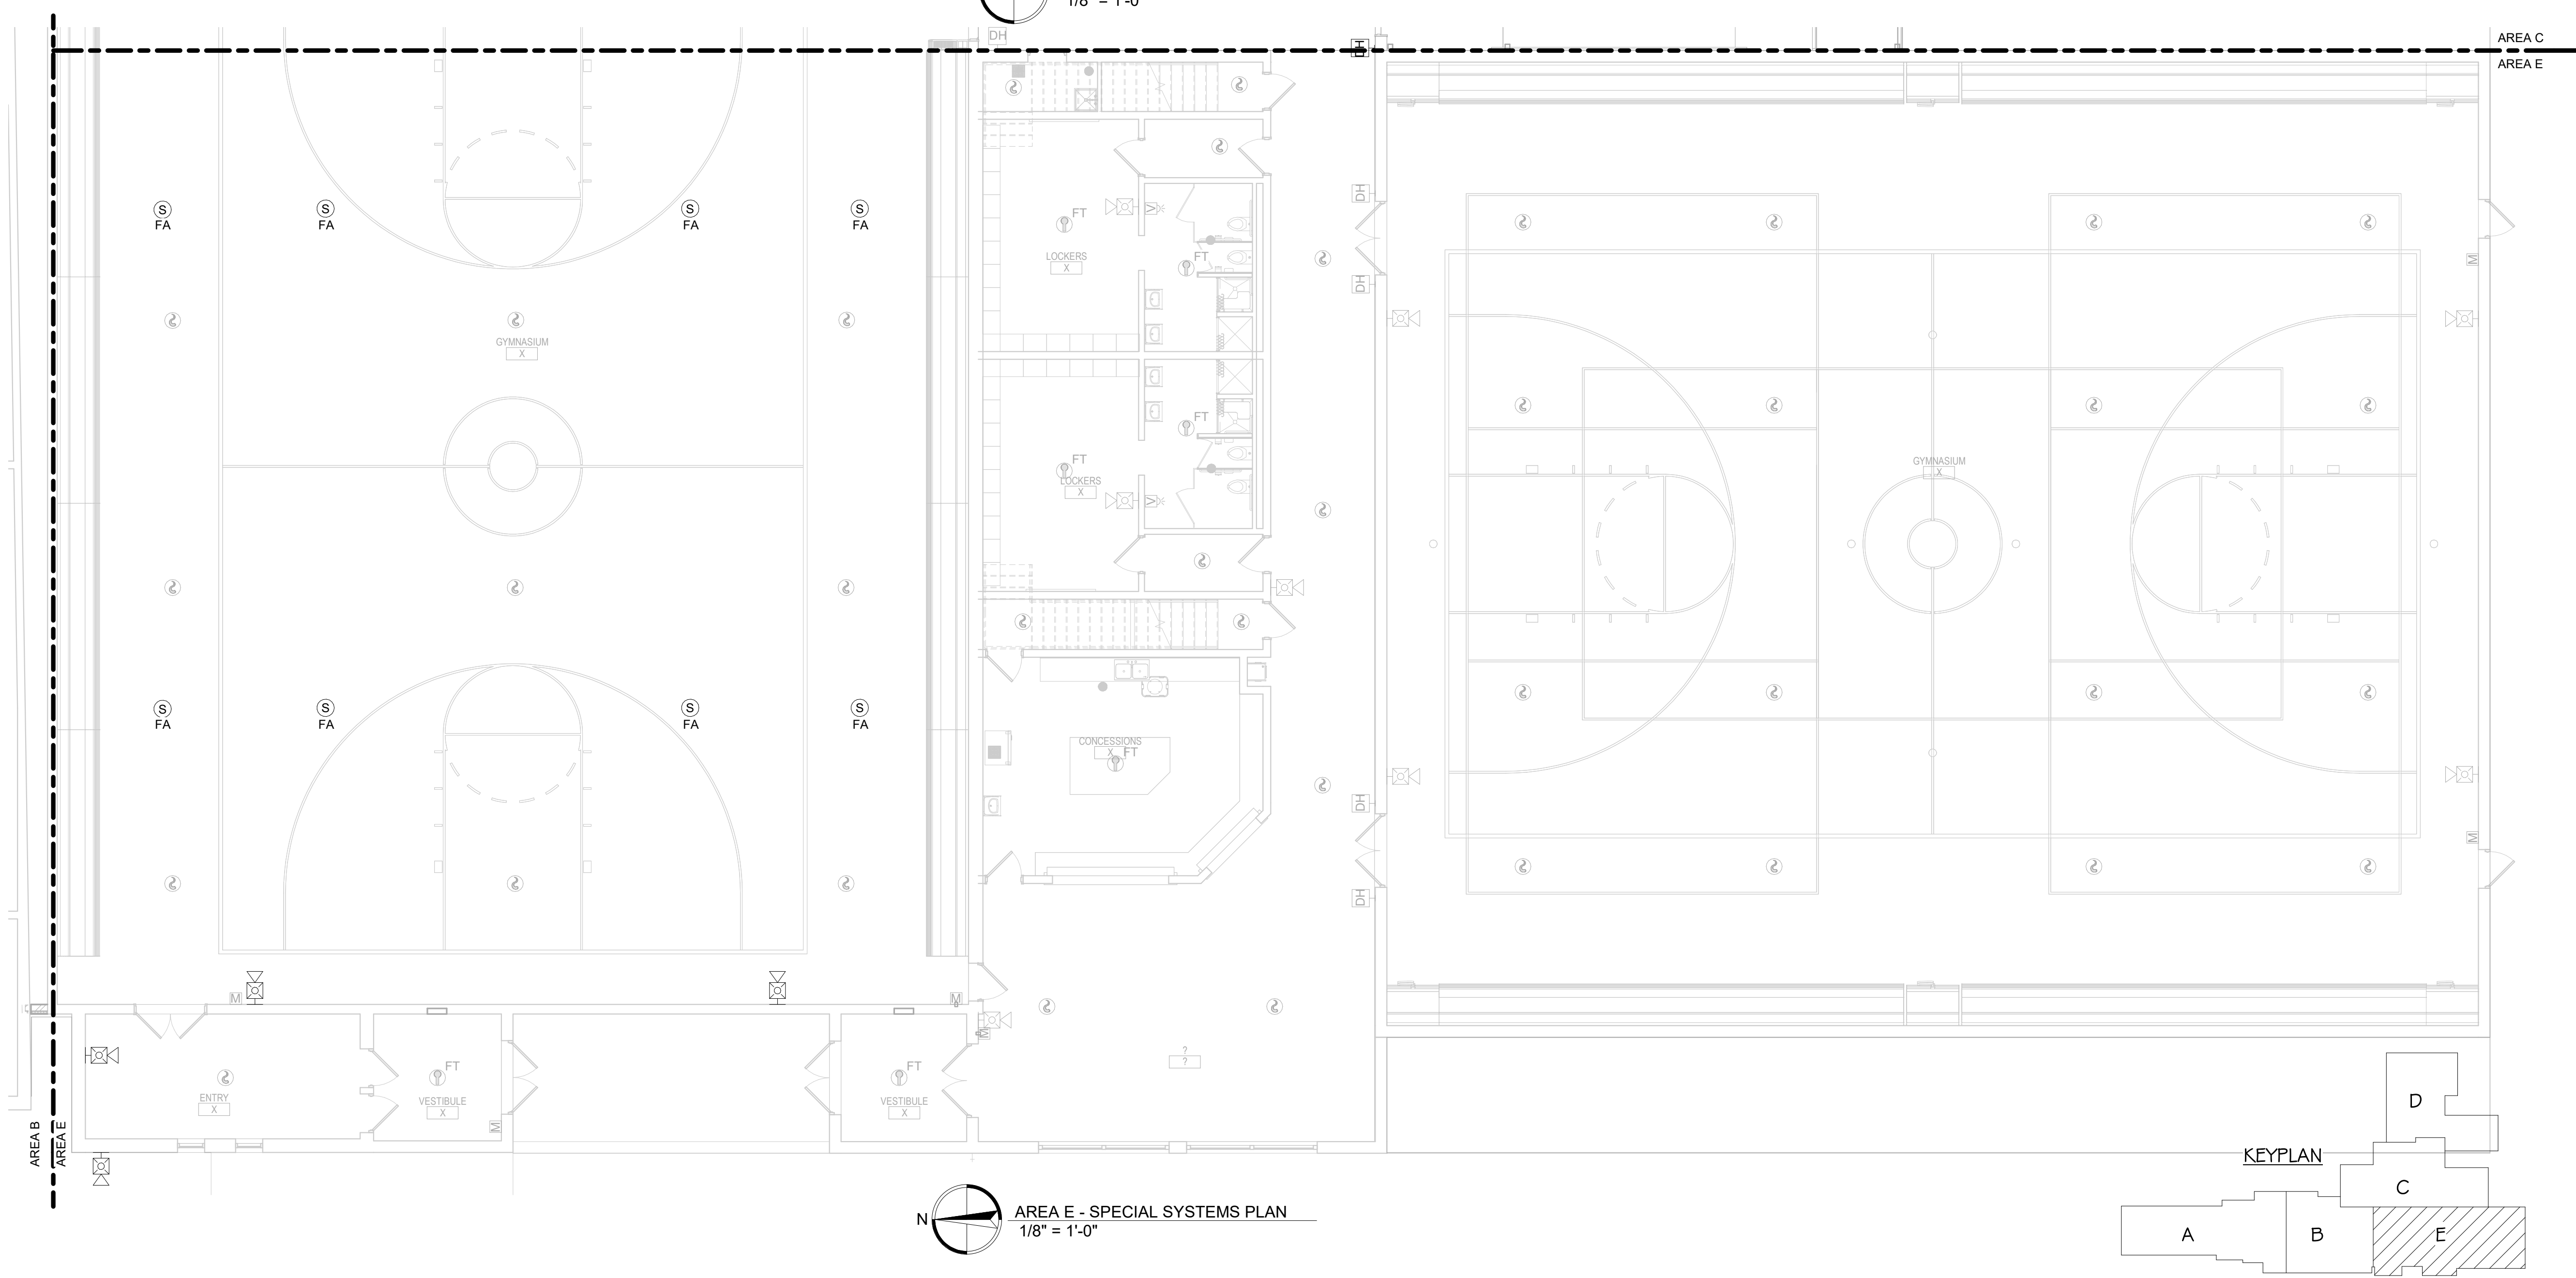 1/8" = 1'-0"
DH
DH
AREA C
AREA E
S
FA
S
FA
S
FA
S
FA
FT
V
DH
LOCKERS
X
FT
DH
M
GYMNASIUM
X
FT
FT
LOCKERS
X
V
GYMNASIUM
X
S
FA
S
FA
S
FA
S
FA
CONCESSIONS
X
FT
DH
M
DH
M
M
M
?
?
FT
FT
ENTRY
X
VESTIBULE
X
VESTIBULE
X
M
AREA B
AREA E
N
AREA E - SPECIAL SYSTEMS PLAN
1/8" = 1'-0"
KEYPLAN
D
C
A
B
E